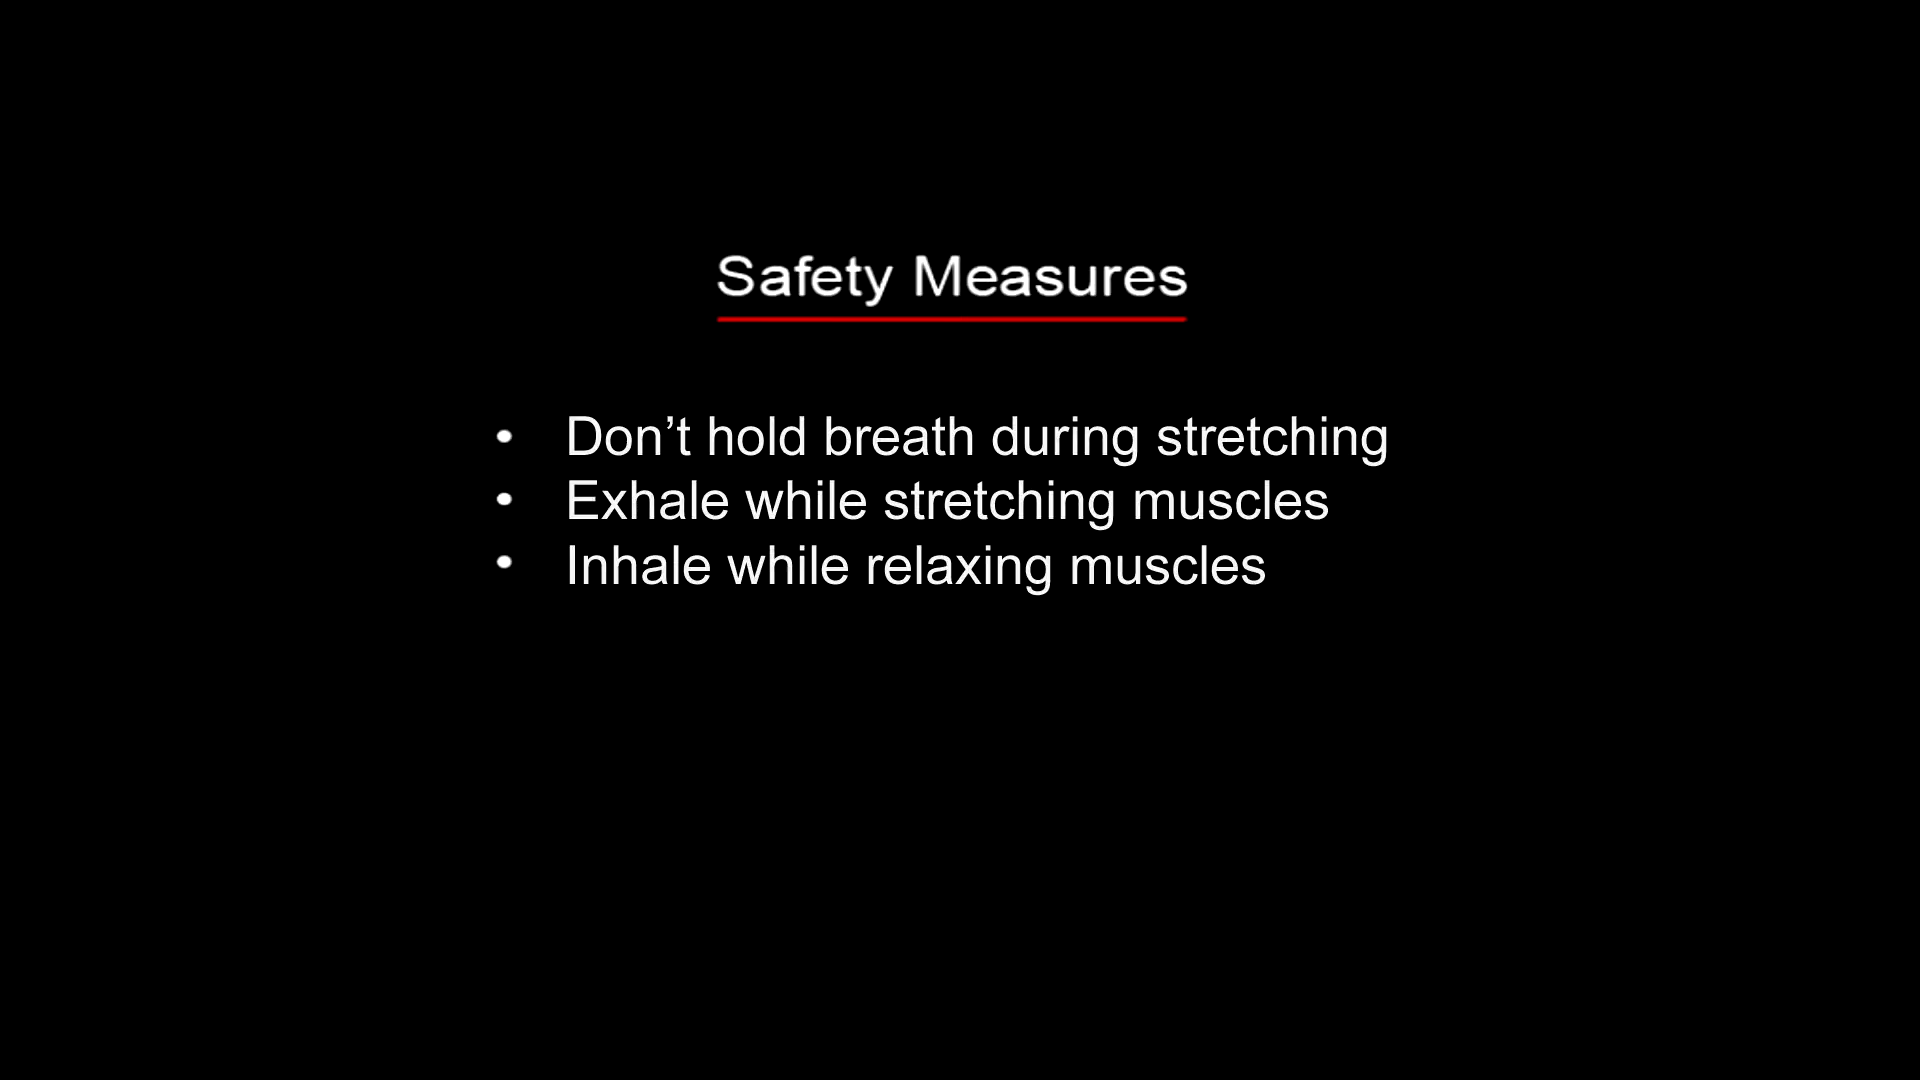 Safety Measures
• Don’t hold breath during stretching
• Exhale while stretching muscles
• Inhale while relaxing muscles